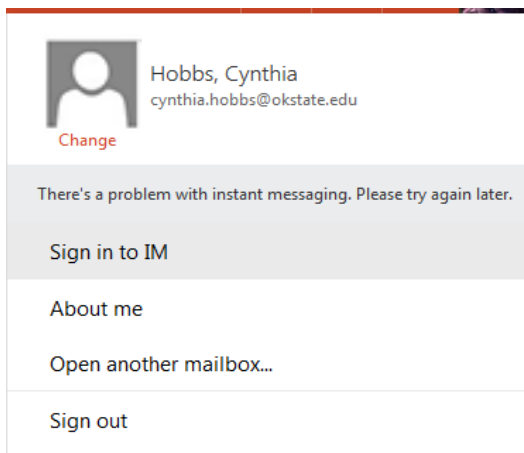 Hobbs, Cynthia
cynthia.hobbs@okstate.edu
Change
There's a problem with instant messaging. Please try again later.
Sign in to IM
About me
Open another mailbox...
Sign out